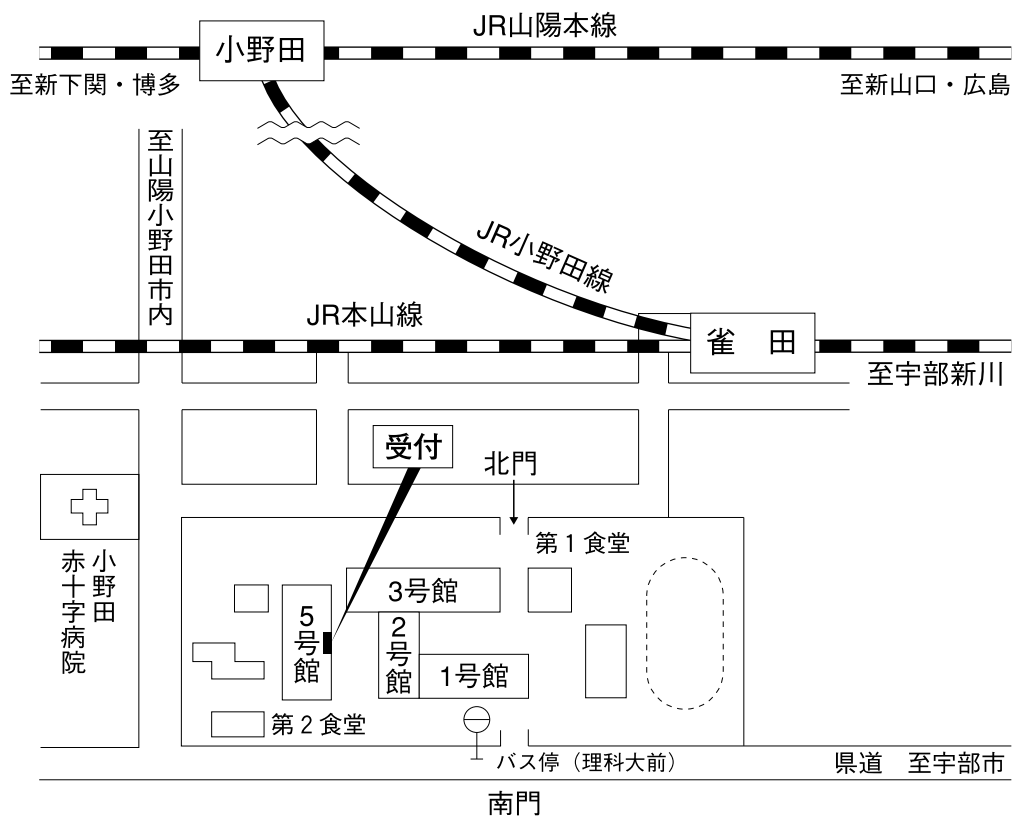 JR山陽本線
小野田
至新下関・博多
至新山口・広島
至山陽小野田市内
JR小野田線
JR本山線
雀　田
至宇部新川
受付
北門
第1食堂
小野田
赤十字病院
3号館
5号館
2号館
1号館
第2食堂
バス停（理科大前）
県道　至宇部市
南門